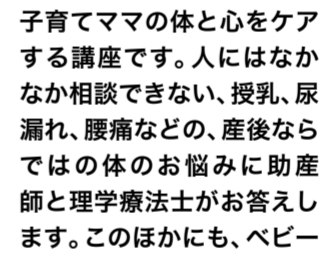 子育てママの体と心をケア
する講座です。人にはなか
なか相談できない、授乳、尿
漏れ、腰痛などの、産後なら
ではの体のお悩みに助産
師と理学療法士がお答えし
ます。このほかにも、ベビー